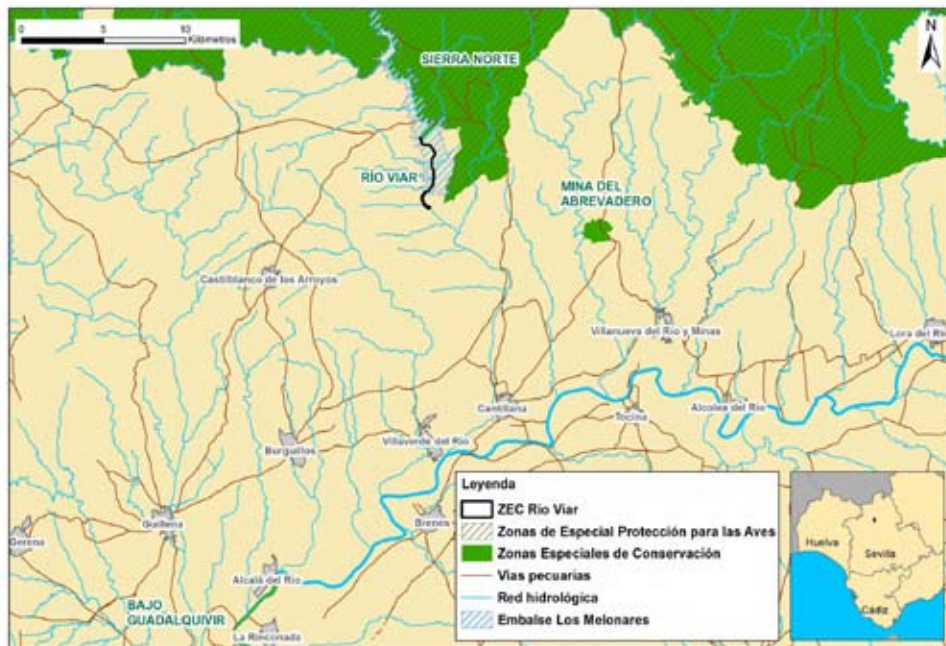 0 5 10
Kilómetros
N
SIERRA NORTE
RÍO VIAR
MINA DEL
ABREVADERO
Castilblanco de los Arroyos
Villanueva del Río y Minas
Lora del Río
Cantillana
Tocina
Alcolea del Río
Burguillos
Villaverde del Río
Guillena
Brenes
Gerena
Alcalá del Río
BAJO
GUADALQUIVIR
La Rinconada
Leyenda
ZEC Río Viar
Zonas de Especial Protección para las Aves
Zonas Especiales de Conservación
Vías pecuarias
Red hidrológica
Embalse Los Melonares
Huelva
Sevilla
Cádiz